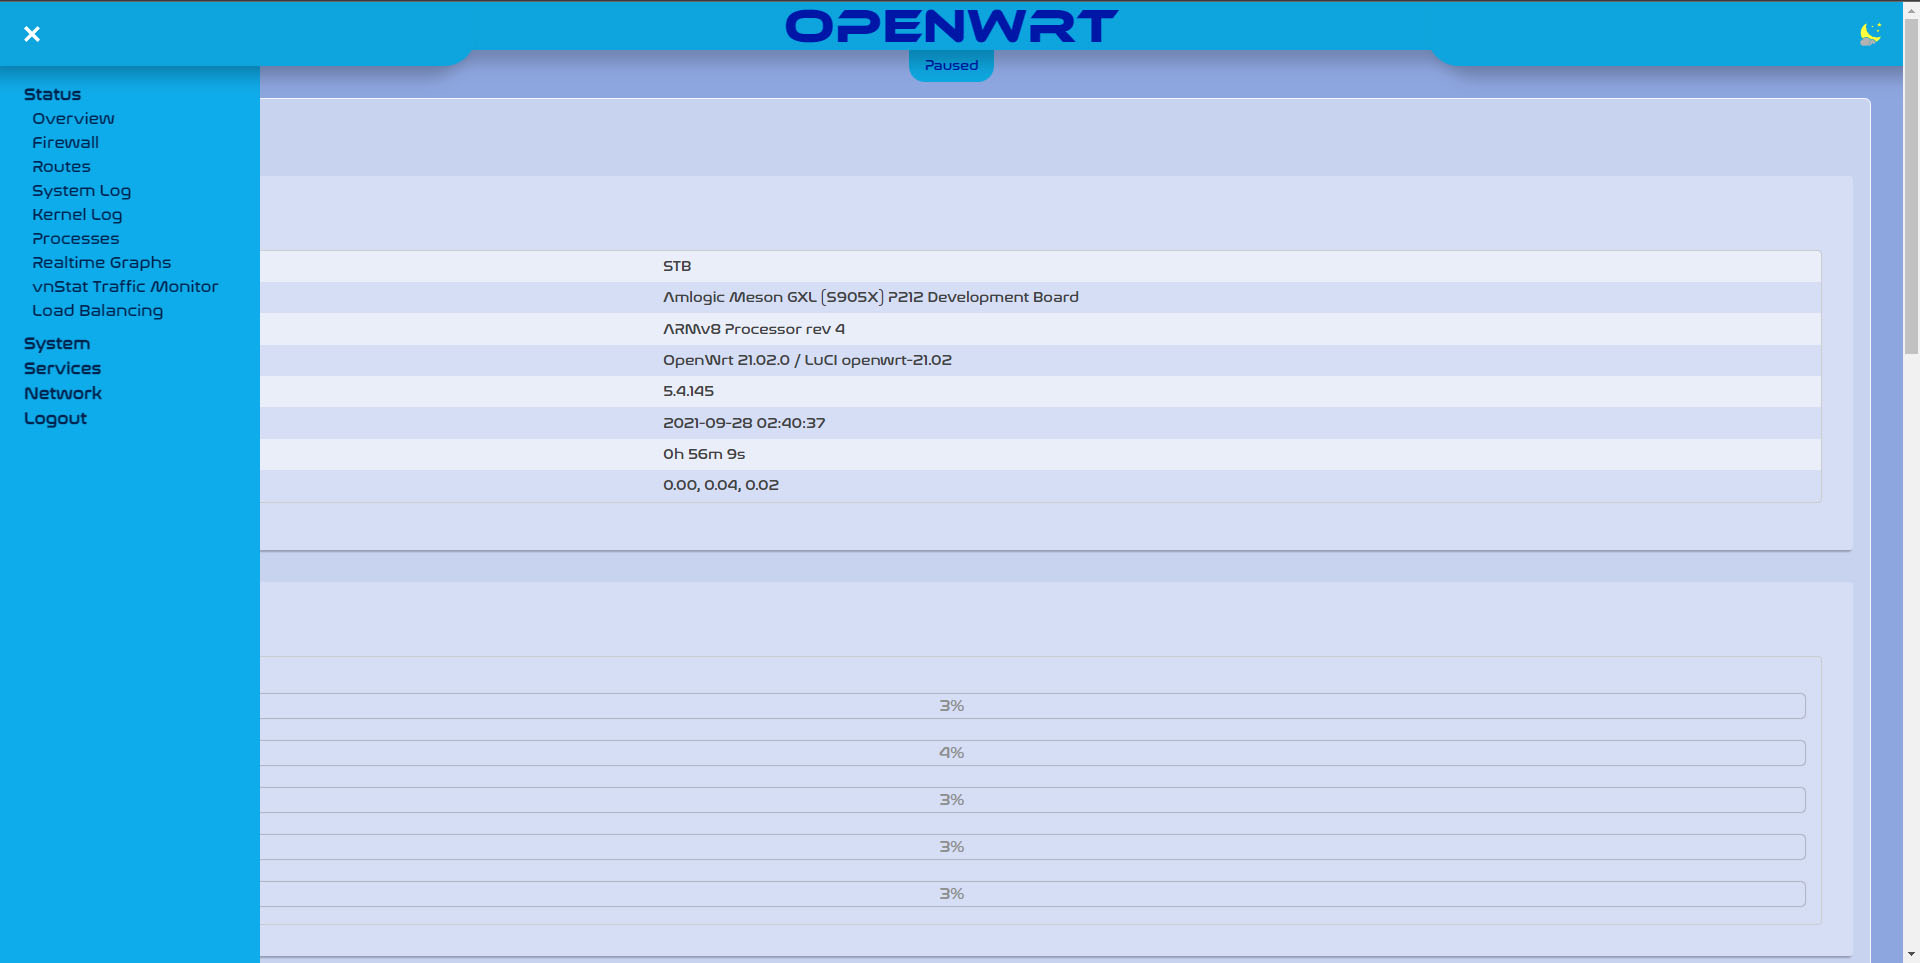 OPENWRT
Paused
Status
Overview
Firewall
Routes
System Log
Kernel Log
Processes
Realtime Graphs
vnStat Traffic Monitor
Load Balancing
System
Services
Network
Logout
STB
Amlogic Meson GXL (S905X) P212 Development Board
ARMv8 Processor rev 4
OpenWrt 21.02.0 / LuCI openwrt-21.02
5.4.145
2021-09-28 02:40:37
0h 56m 9s
0.00, 0.04, 0.02
3%
4%
3%
3%
3%